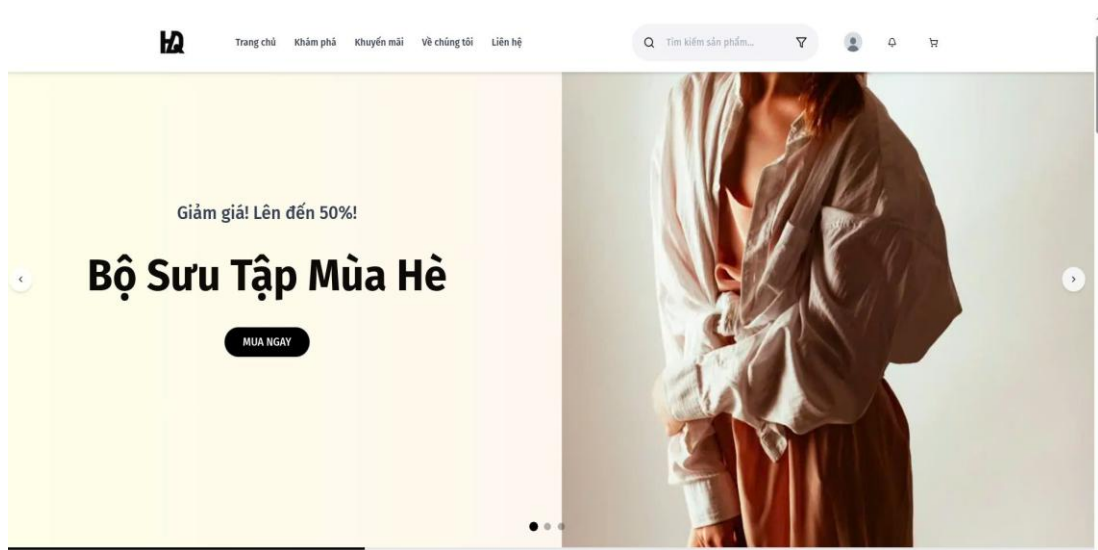 HQ
Trang chủ Khám phá Khuyến mãi Về chúng tôi Liên hệ
Tìm kiếm sản phẩm...
Giảm giá! Lên đến 50%!
Bộ Sưu Tập Mùa Hè
MUA NGAY